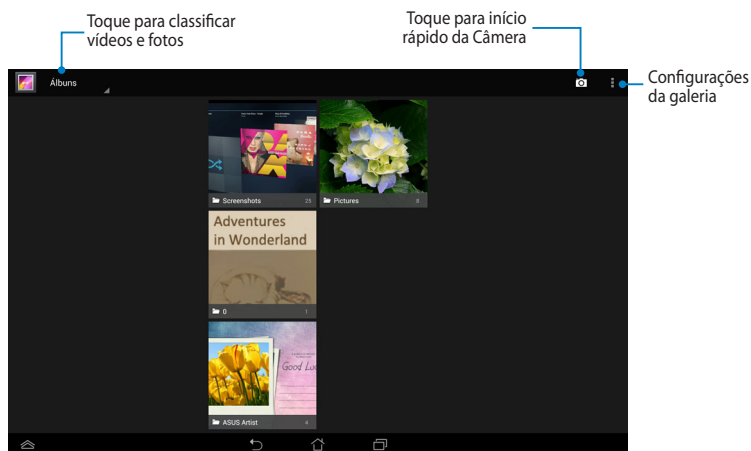 Toque para classificar
vídeos e fotos
Toque para início
rápido da Câmera
Configurações
da galeria
Álbuns
Screenshots 25
Pictures 8
Adventures
in Wonderland
0 1
Good Lu
ASUS Artist 4